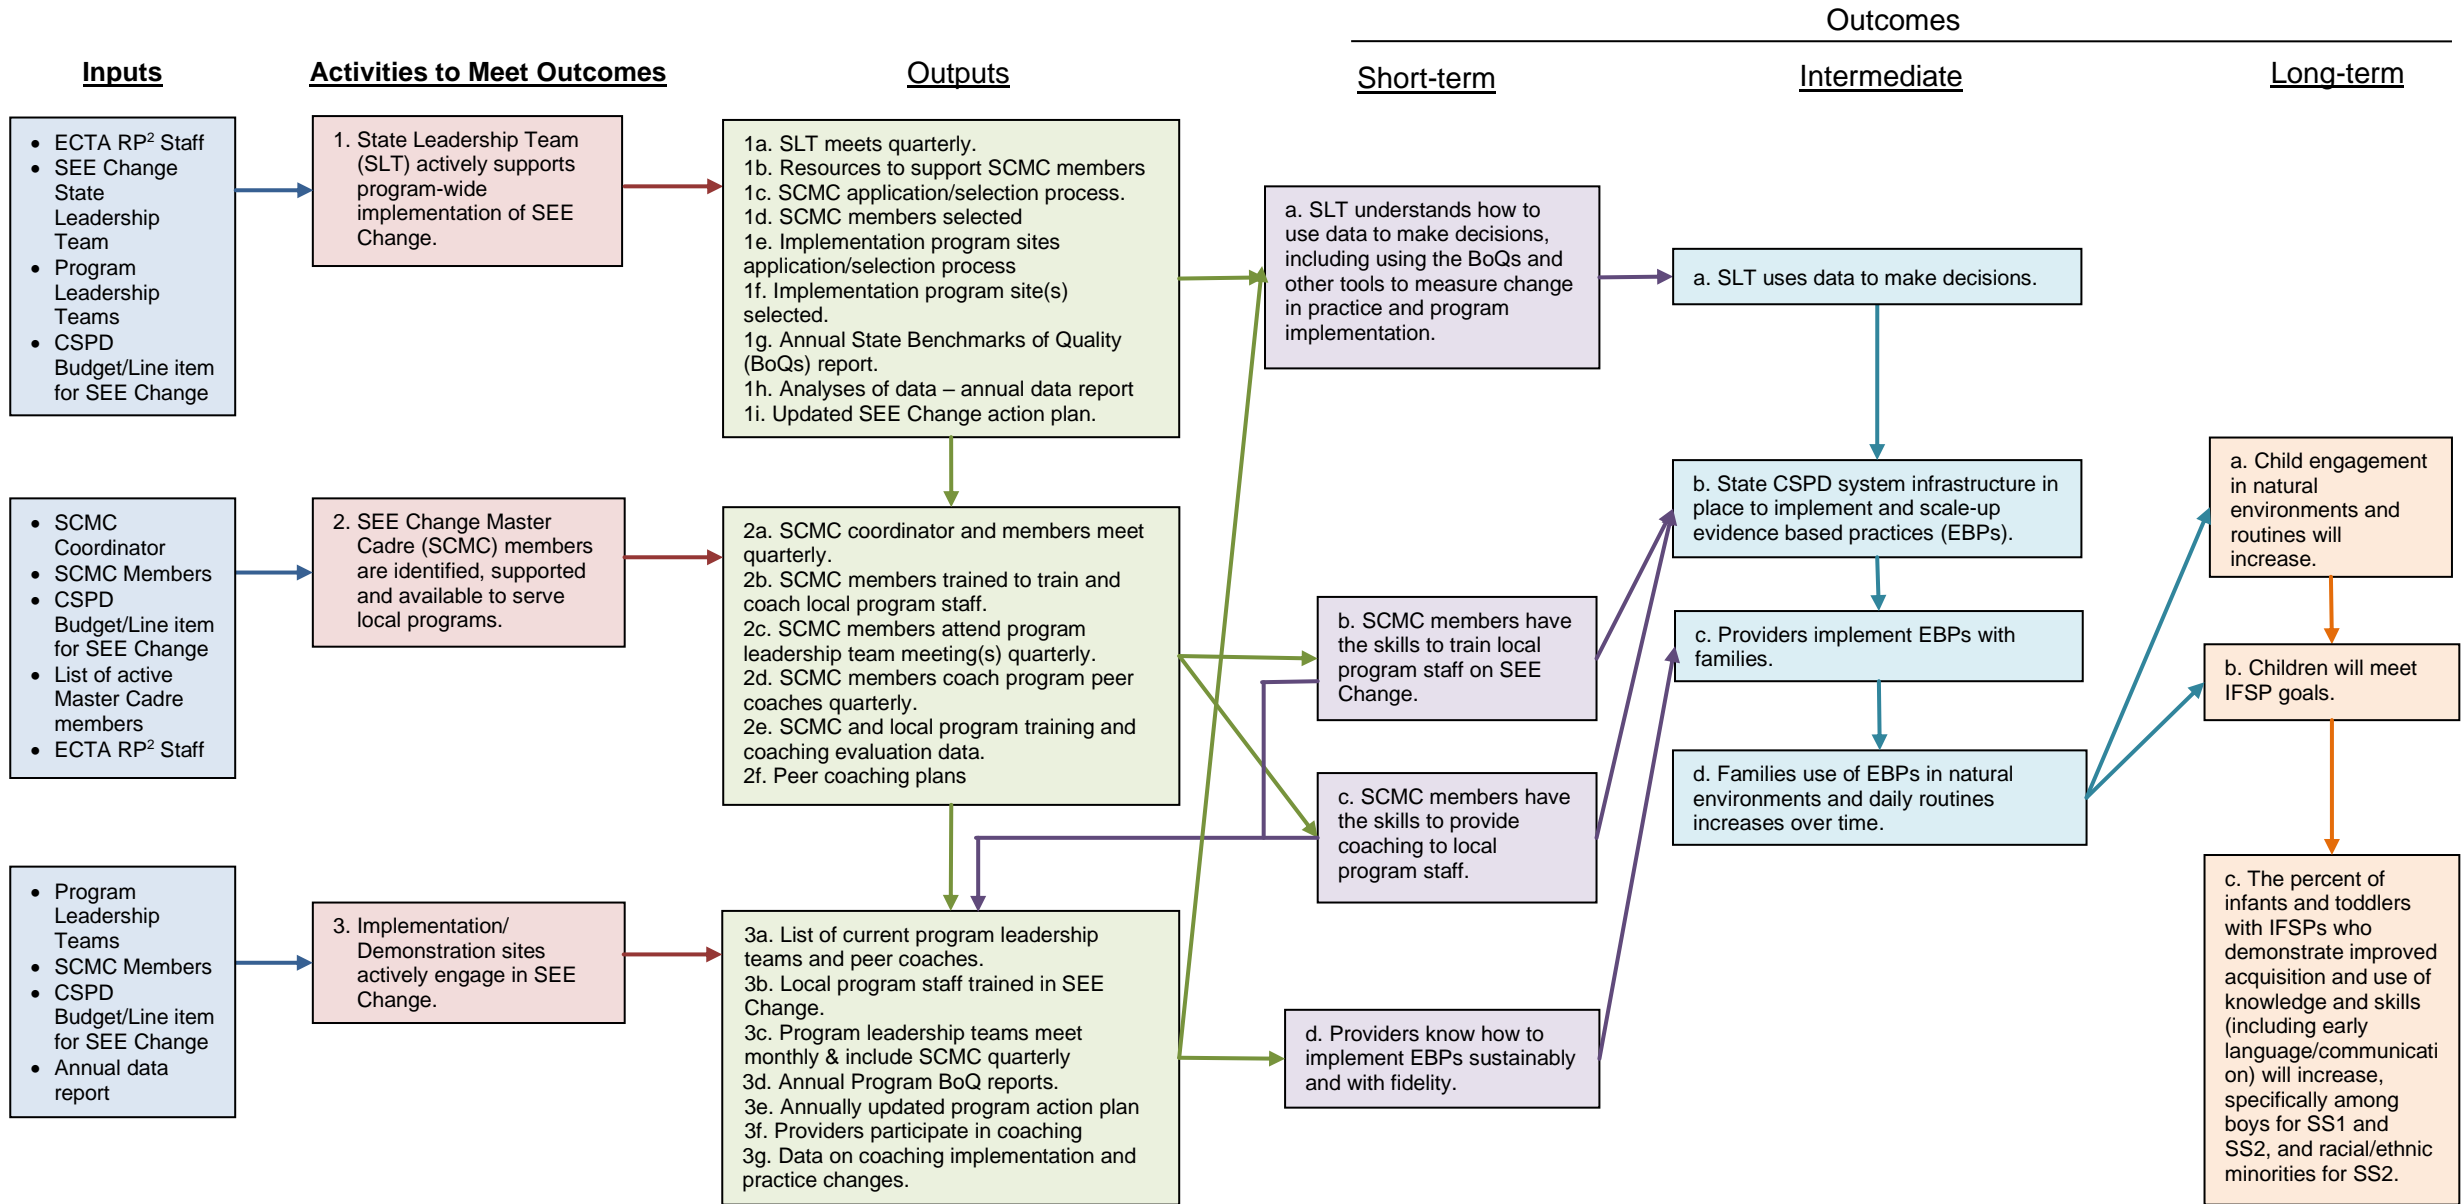 Outcomes
Inputs
Activities to Meet Outcomes
Outputs
Short-term
Intermediate
Long-term
• ECTA RP² Staff
• SEE Change
State
Leadership
Team
• Program
Leadership
Teams
• CSPD
Budget/Line item
for SEE Change
1. State Leadership Team
(SLT) actively supports
program-wide
implementation of SEE
Change.
1a. SLT meets quarterly.
1b. Resources to support SCMC members
1c. SCMC application/selection process.
1d. SCMC members selected
1e. Implementation program sites
application/selection process
1f. Implementation program site(s)
selected.
1g. Annual State Benchmarks of Quality
(BoQs) report.
1h. Analyses of data – annual data report
1i. Updated SEE Change action plan.
a. SLT understands how to
use data to make decisions,
including using the BoQs and
other tools to measure change
in practice and program
implementation.
a. SLT uses data to make decisions.
• SCMC
Coordinator
• SCMC Members
• CSPD
Budget/Line item
for SEE Change
• List of active
Master Cadre
members
• ECTA RP² Staff
2. SEE Change Master
Cadre (SCMC) members
are identified, supported
and available to serve
local programs.
2a. SCMC coordinator and members meet
quarterly.
2b. SCMC members trained to train and
coach local program staff.
2c. SCMC members attend program
leadership team meeting(s) quarterly.
2d. SCMC members coach program peer
coaches quarterly.
2e. SCMC and local program training and
coaching evaluation data.
2f. Peer coaching plans
b. SCMC members have
the skills to train local
program staff on SEE
Change.
c. SCMC members have
the skills to provide
coaching to local
program staff.
b. State CSPD system infrastructure in
place to implement and scale-up
evidence based practices (EBPs).
c. Providers implement EBPs with
families.
d. Families use of EBPs in natural
environments and daily routines
increases over time.
a. Child engagement
in natural
environments and
routines will
increase.
b. Children will meet
IFSP goals.
• Program
Leadership
Teams
• SCMC Members
• CSPD
Budget/Line item
for SEE Change
• Annual data
report
3. Implementation/
Demonstration sites
actively engage in SEE
Change.
3a. List of current program leadership
teams and peer coaches.
3b. Local program staff trained in SEE
Change.
3c. Program leadership teams meet
monthly & include SCMC quarterly
3d. Annual Program BoQ reports.
3e. Annually updated program action plan
3f. Providers participate in coaching
3g. Data on coaching implementation and
practice changes.
d. Providers know how to
implement EBPs sustainably
and with fidelity.
c. The percent of
infants and toddlers
with IFSPs who
demonstrate improved
acquisition and use of
knowledge and skills
(including early
language/communicati
on) will increase,
specifically among
boys for SS1 and
SS2, and racial/ethnic
minorities for SS2.